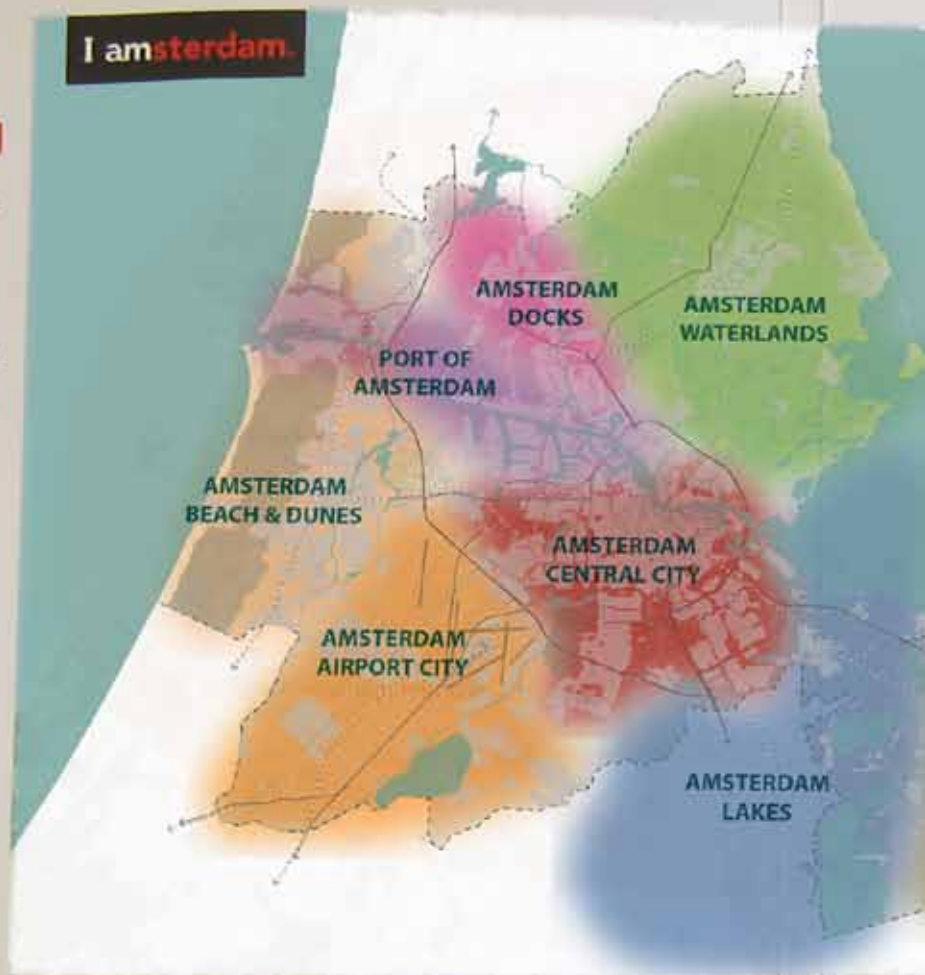 I amsterdam.
AMSTERDAM
DOCKS
AMSTERDAM
WATERLANDS
PORT OF
AMSTERDAM
AMSTERDAM
BEACH & DUNES
AMSTERDAM
CENTRAL CITY
AMSTERDAM
AIRPORT CITY
AMSTERDAM
LAKES